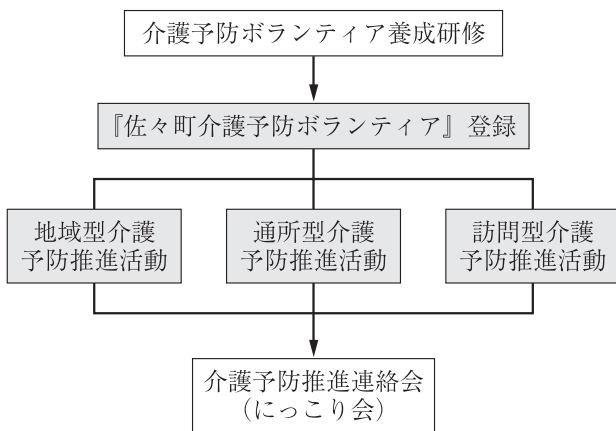 介護予防ボランティア養成研修
『佐々町介護予防ボランティア』登録
地域型介護
予防推進活動
通所型介護
予防推進活動
訪問型介護
予防推進活動
介護予防推進連絡会
（にっこり会）